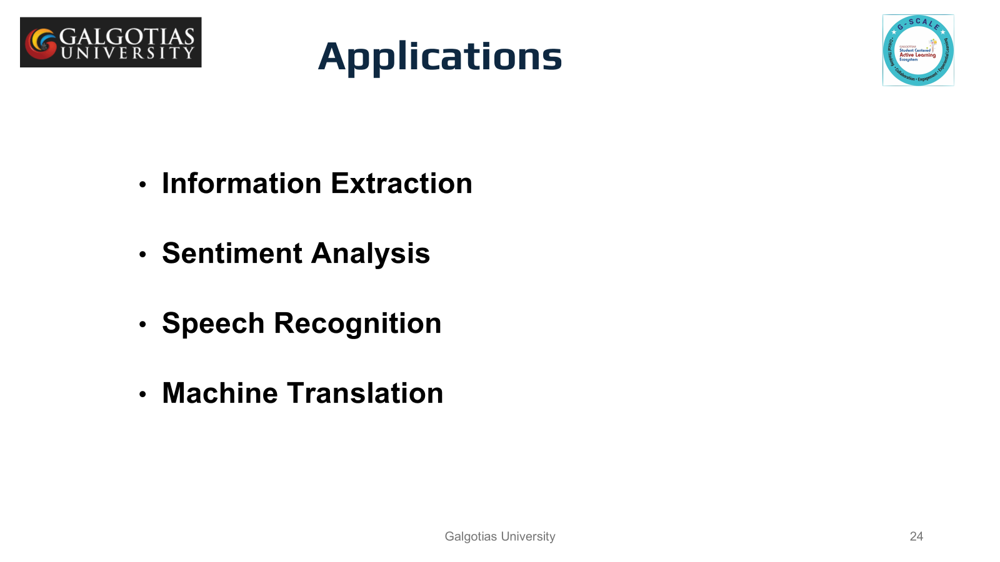 GALGOTIAS
UNIVERSITY
Applications
G-SCALE
GALGOTIAS
Student Centered
Active Learning
Ecosystem
• Critical Thinking • Collaboration • Engagement • Experiential Learning
• Information Extraction
• Sentiment Analysis
• Speech Recognition
• Machine Translation
Galgotias University
24